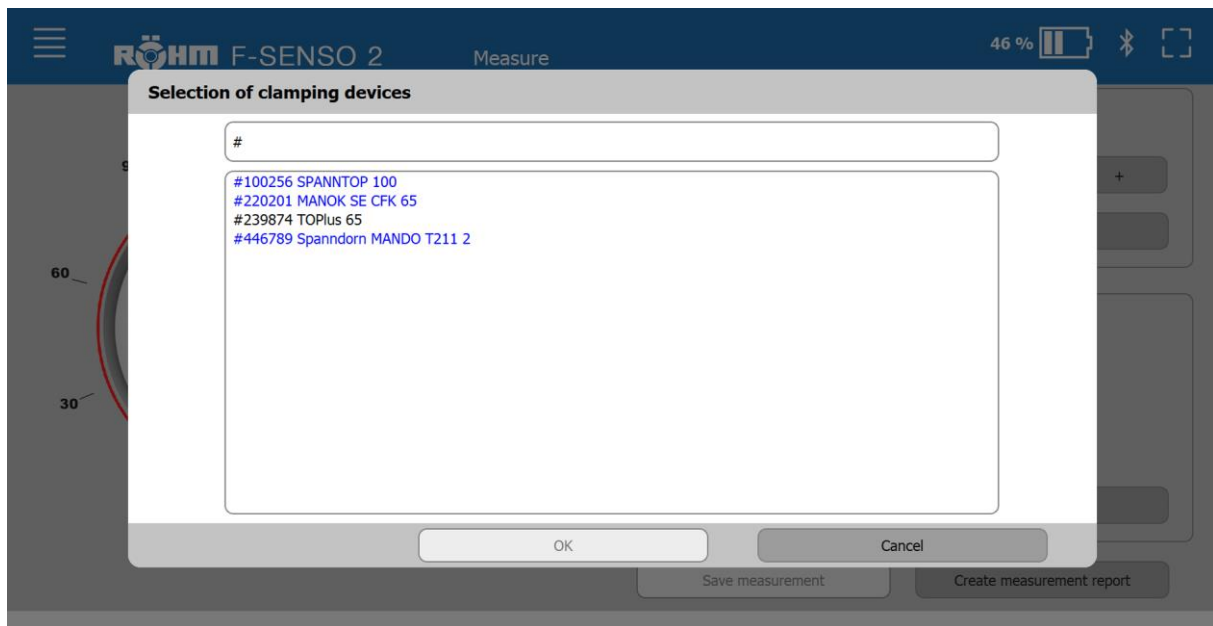 RÖHM F-SENSO 2
Measure
46 %
Selection of clamping devices
#
#100256 SPANNTOP 100
#220201 MANOK SE CFK 65
#239874 TOPlus 65
#446789 Spanndorn MANDO T211 2
9
60
30
+
OK
Cancel
Save measurement
Create measurement report